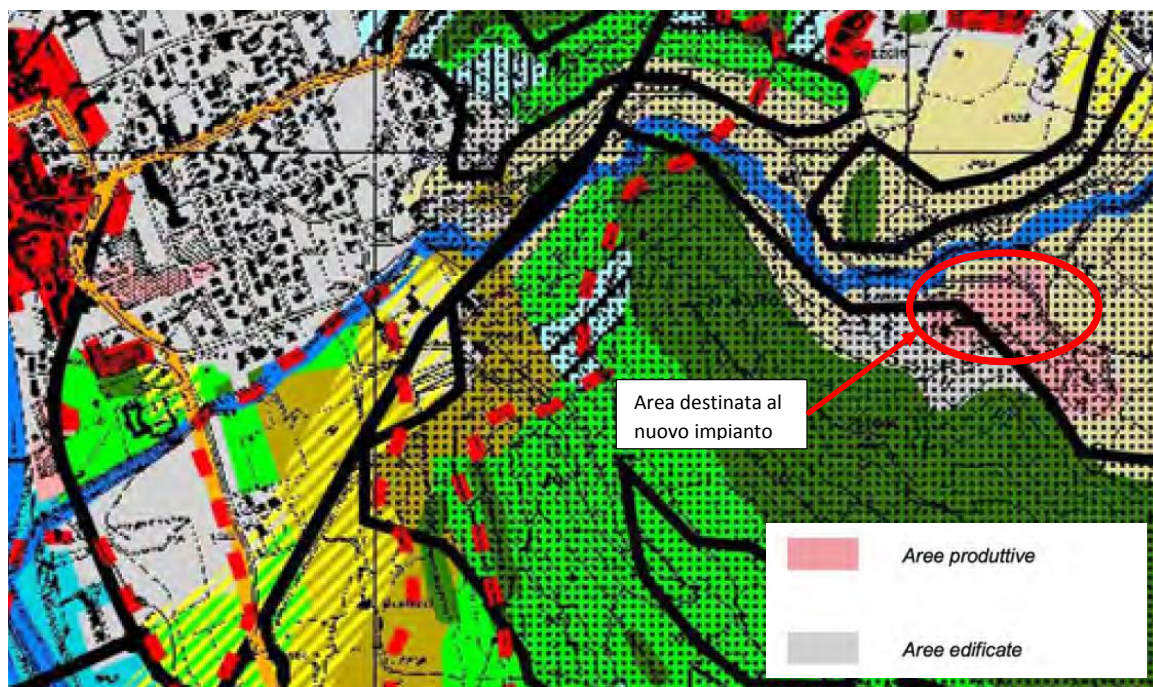 Area destinata al
nuovo impianto
Aree produttive
Aree edificate